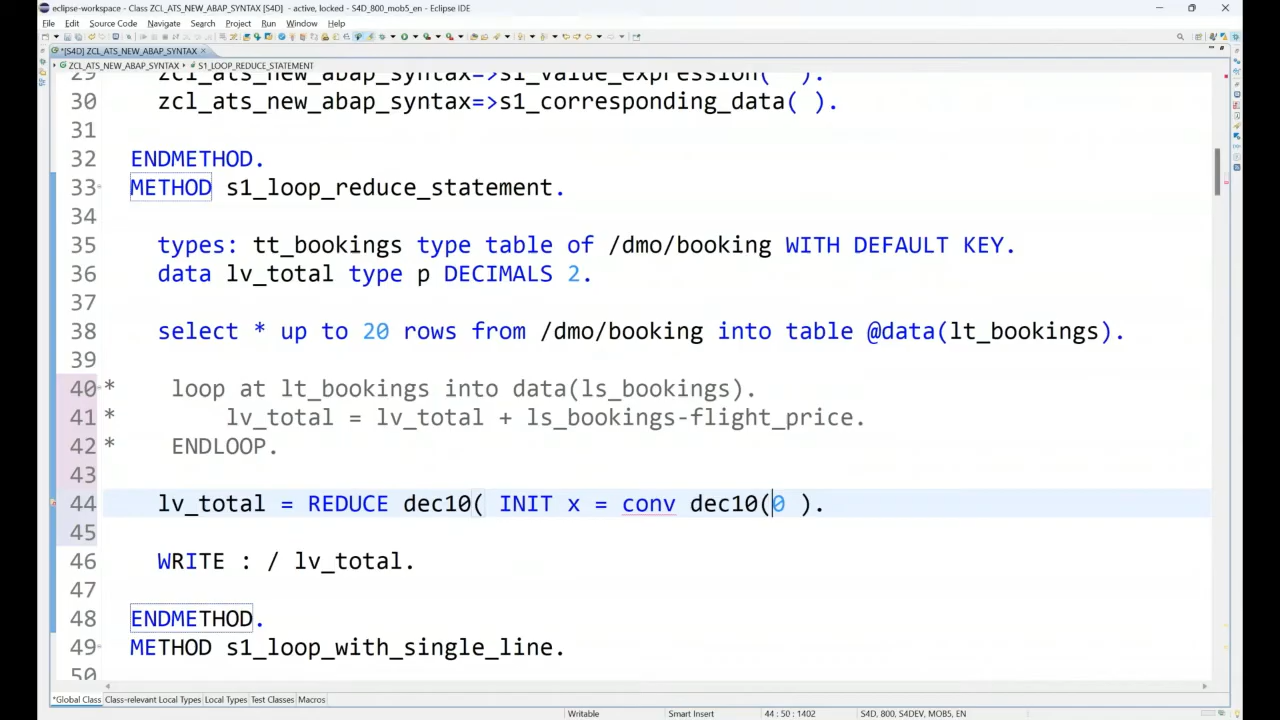 eclipse-workspace - Class ZCL_ATS_NEW_ABAP_SYNTAX [S4D] - active, locked - S4D_800_mob5_en - Eclipse IDE
File Edit Source Code Navigate Search Project Run Window Help
*[S4D] ZCL_ATS_NEW_ABAP_SYNTAX
ZCL_ATS_NEW_ABAP_SYNTAX S1_LOOP_REDUCE_STATEMENT
29 zcl_ats_new_abap_syntax=>s1_value_expression( ).
30 zcl_ats_new_abap_syntax=>s1_corresponding_data( ).
31
32 ENDMETHOD.
33 METHOD s1_loop_reduce_statement.
34
35 types: tt_bookings type table of /dmo/booking WITH DEFAULT KEY.
36 data lv_total type p DECIMALS 2.
37
38 select * up to 20 rows from /dmo/booking into table @data(lt_bookings).
39
40 * loop at lt_bookings into data(ls_bookings).
41 * lv_total = lv_total + ls_bookings-flight_price.
42 * ENDLOOP.
43
44 lv_total = REDUCE dec10( INIT x = conv dec10(0 ).
45
46 WRITE : / lv_total.
47
48 ENDMETHOD.
49 METHOD s1_loop_with_single_line.
50
*Global Class Class-relevant Local Types Local Types Test Classes Macros
Writable Smart Insert 44 : 50 : 1402 S4D, 800, S4DEV, MOB5, EN